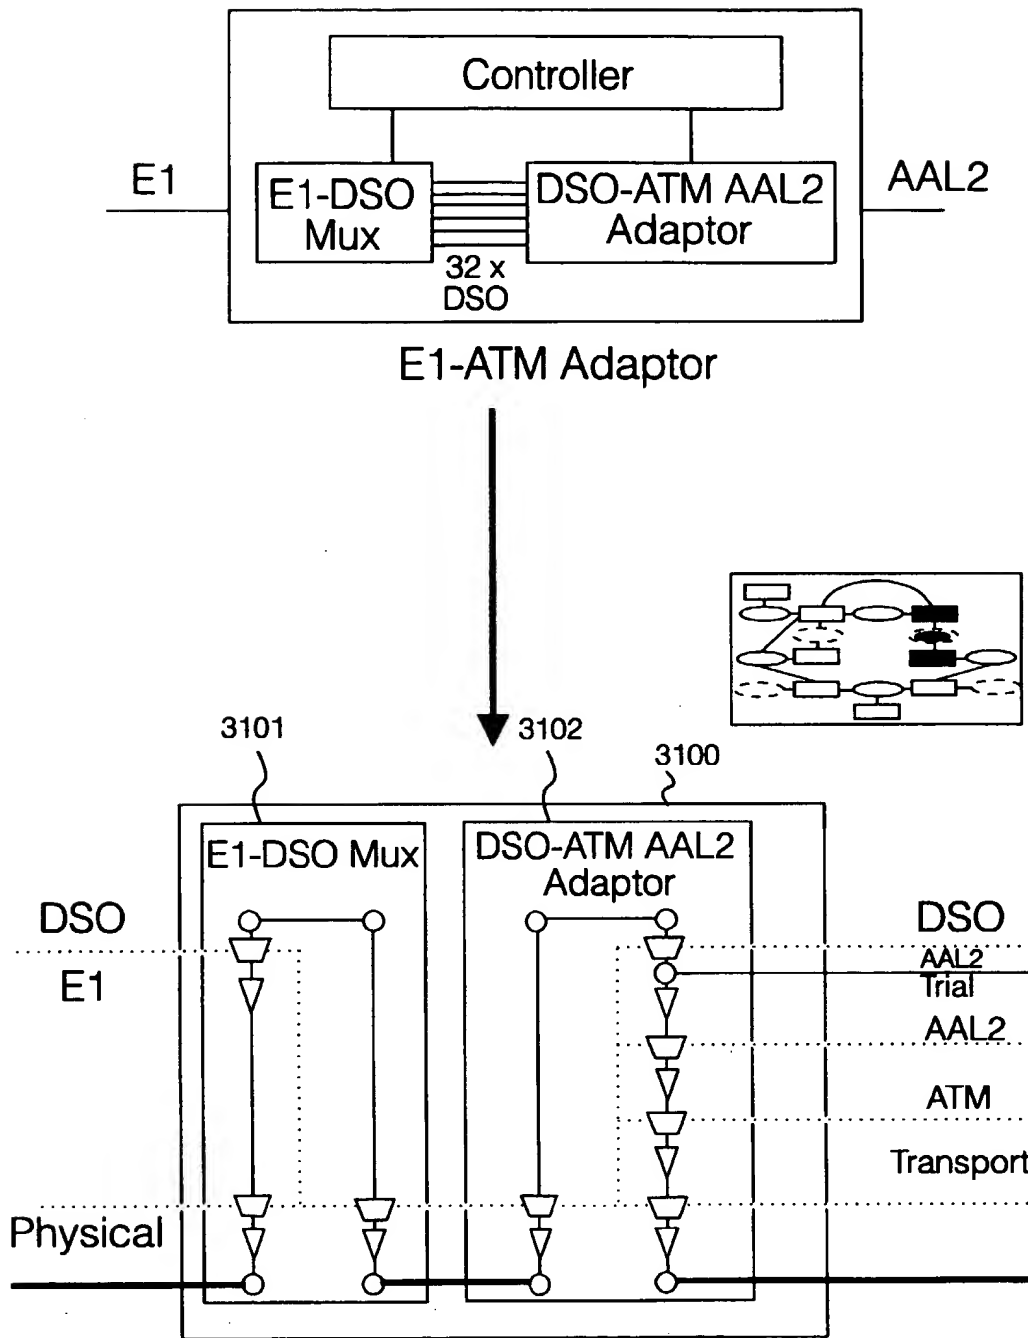 Controller
E1
E1-DSO
Mux
DSO-ATM AAL2
Adaptor
AAL2
32 x
DSO
E1-ATM Adaptor
3101
3102
3100
E1-DSO Mux
DSO-ATM AAL2
Adaptor
DSO
E1
Physical
DSO
AAL2
Trial
AAL2
ATM
Transport